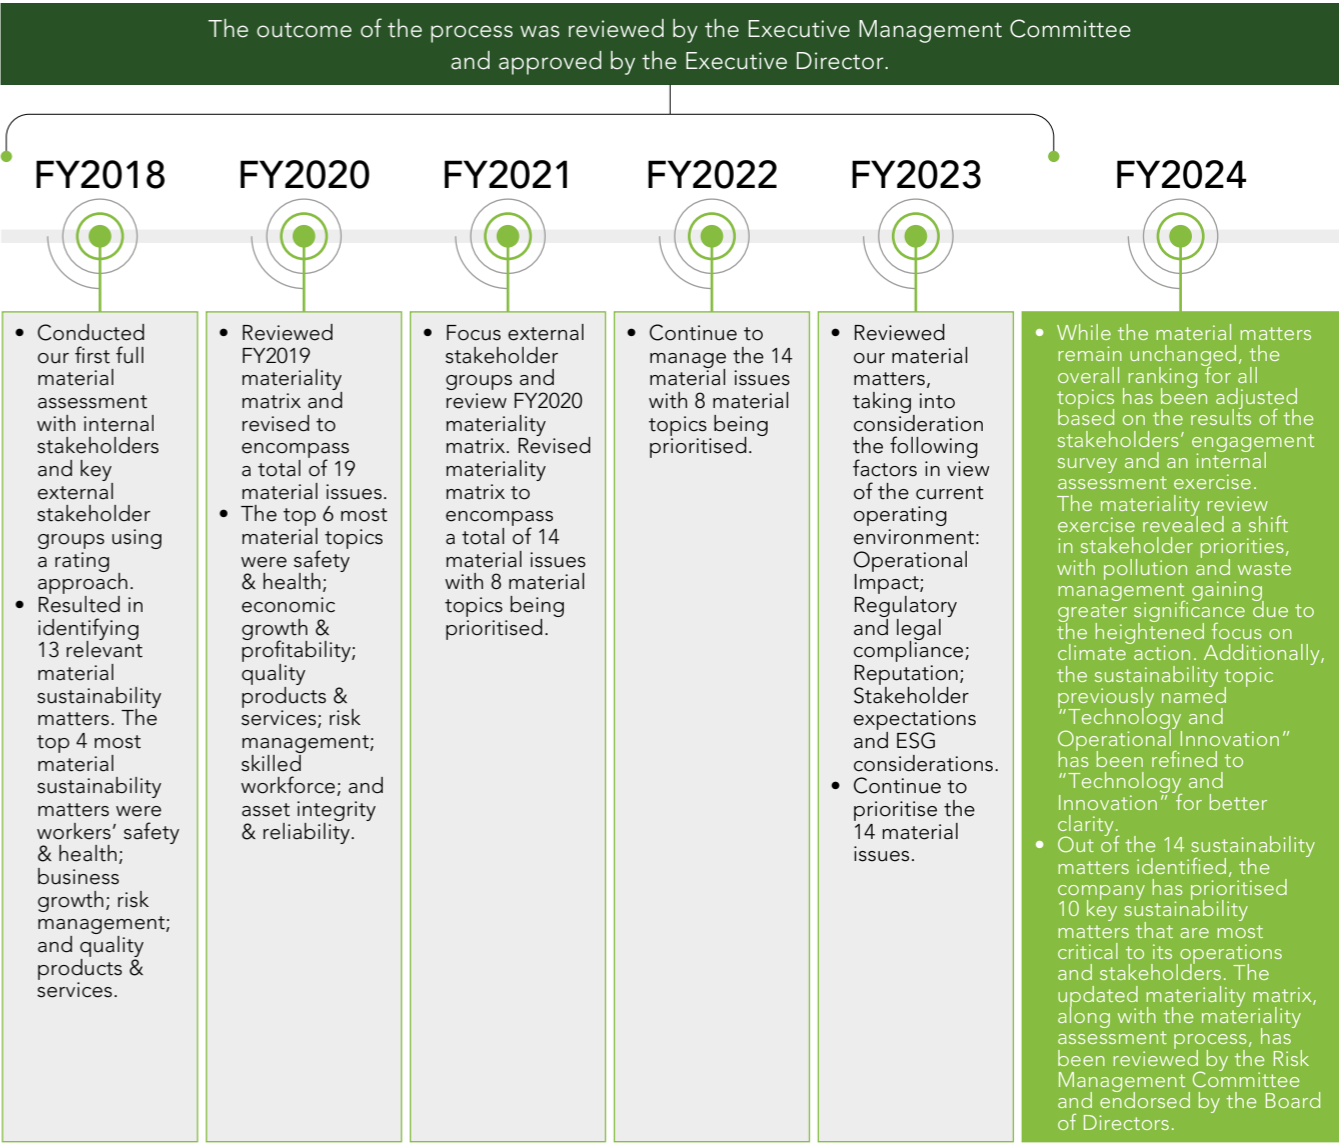 The outcome of the process was reviewed by the Executive Management Committee
and approved by the Executive Director.
FY2018
• Conducted
our first full
material
assessment
with internal
stakeholders
and key
external
stakeholder
groups using
a rating
approach.
• Resulted in
identifying
13 relevant
material
sustainability
matters. The
top 4 most
material
sustainability
matters were
workers’ safety
& health;
business
growth; risk
management;
and quality
products &
services.
FY2020
• Reviewed
FY2019
materiality
matrix and
revised to
encompass
a total of 19
material issues.
• The top 6 most
material topics
were safety
& health;
economic
growth &
profitability;
quality
products &
services; risk
management;
skilled
workforce; and
asset integrity
& reliability.
FY2021
• Focus external
stakeholder
groups and
review FY2020
materiality
matrix. Revised
materiality
matrix to
encompass
a total of 14
material issues
with 8 material
topics being
prioritised.
FY2022
• Continue to
manage the 14
material issues
with 8 material
topics being
prioritised.
FY2023
• Reviewed
our material
matters,
taking into
consideration
the following
factors in view
of the current
operating
environment:
Operational
Impact;
Regulatory
and legal
compliance;
Reputation;
Stakeholder
expectations
and ESG
considerations.
• Continue to
prioritise the
14 material
issues.
FY2024
• While the material matters
remain unchanged, the
overall ranking for all
topics has been adjusted
based on the results of the
stakeholders’ engagement
survey and an internal
assessment exercise.
The materiality review
exercise revealed a shift
in stakeholder priorities,
with pollution and waste
management gaining
greater significance due to
the heightened focus on
climate action. Additionally,
the sustainability topic
previously named
“Technology and
Operational Innovation”
has been refined to
“Technology and
Innovation” for better
clarity.
• Out of the 14 sustainability
matters identified, the
company has prioritised
10 key sustainability
matters that are most
critical to its operations
and stakeholders. The
updated materiality matrix,
along with the materiality
assessment process, has
been reviewed by the Risk
Management Committee
and endorsed by the Board
of Directors.